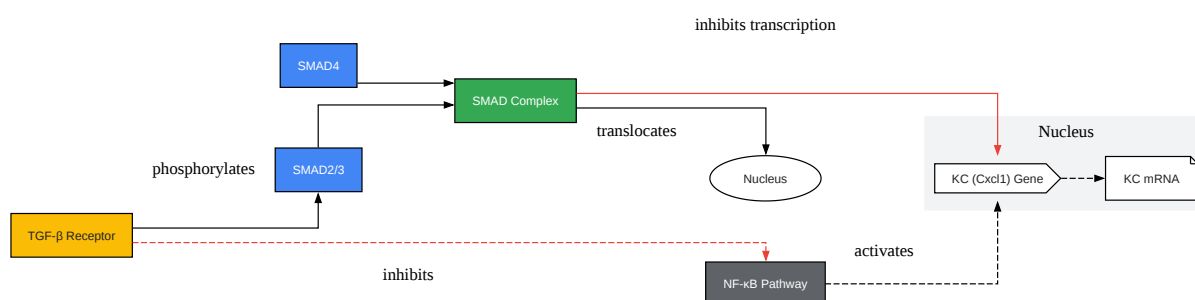 inhibits transcription
SMAD4
SMAD Complex
translocates
Nucleus
phosphorylates
SMAD2/3
Nucleus
KC (Cxcl1) Gene
KC mRNA
TGF-β Receptor
inhibits
activates
NF-κB Pathway